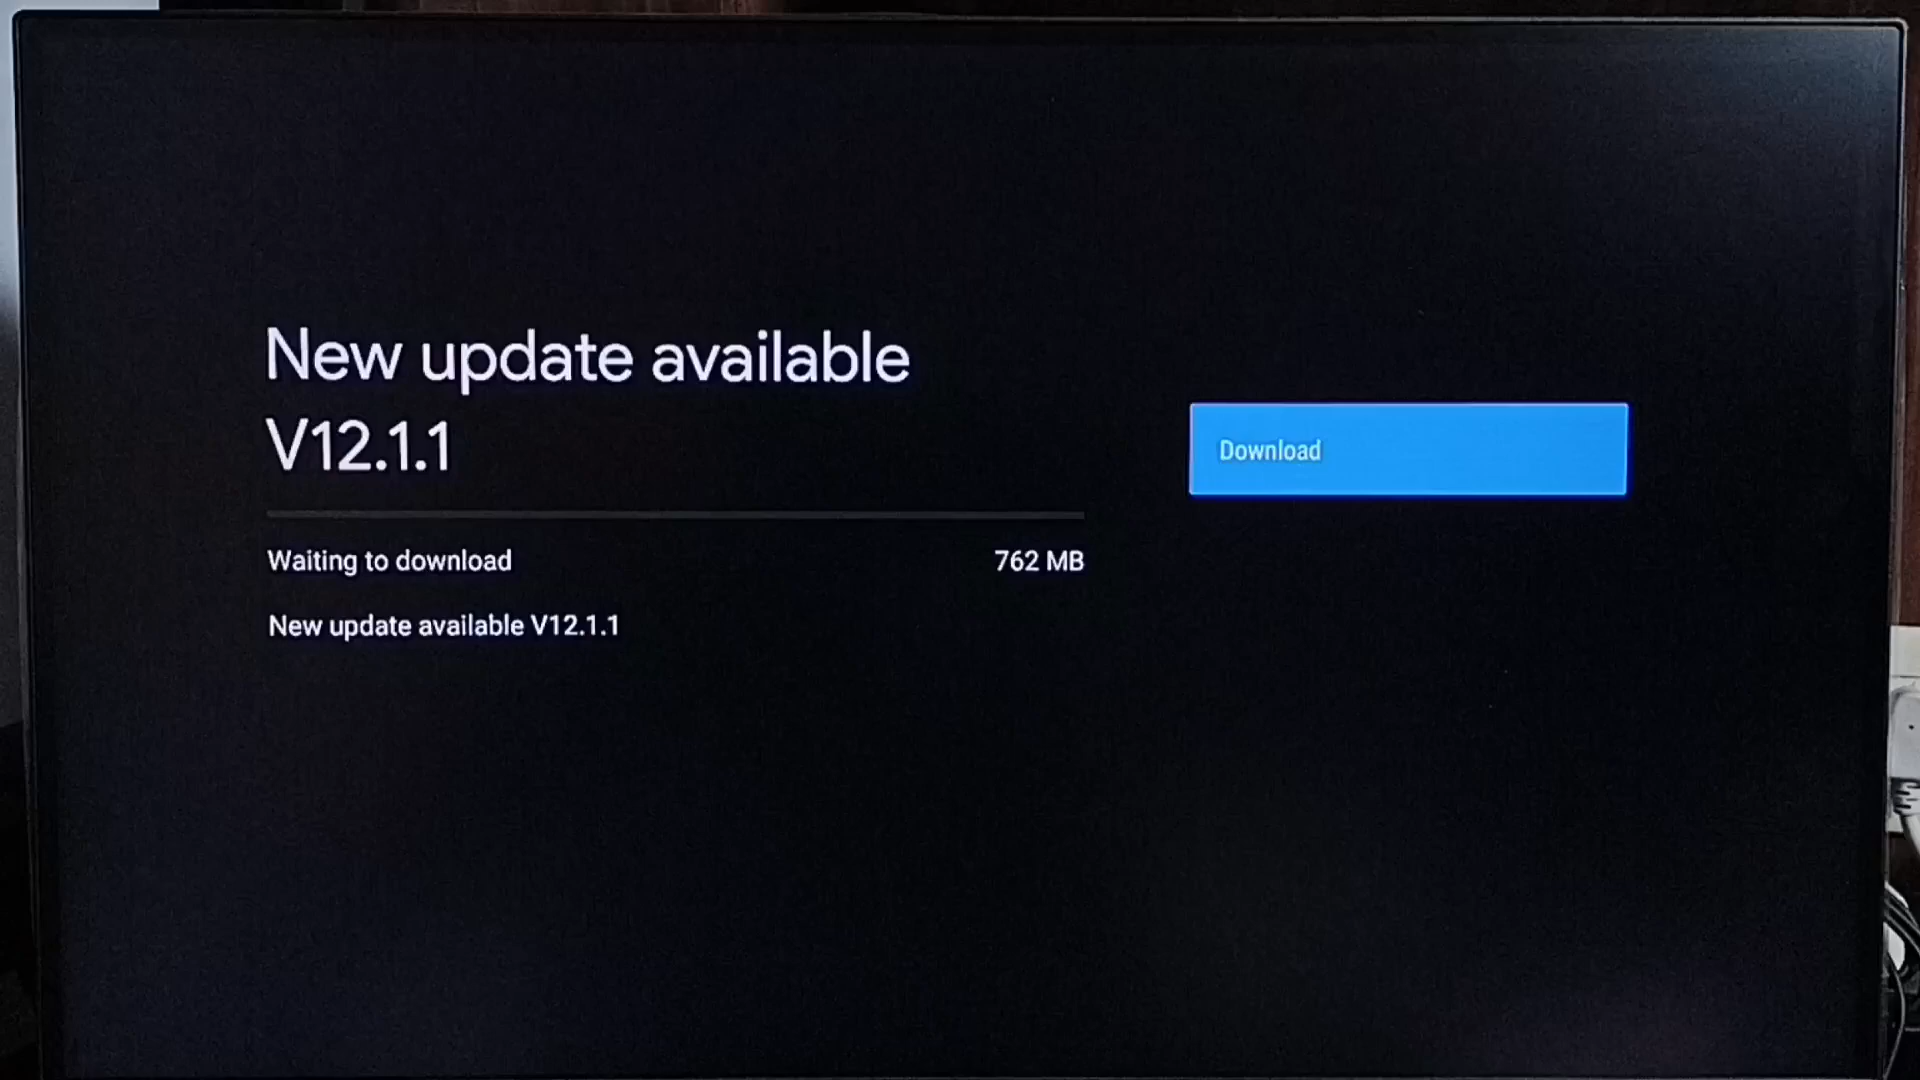 New update available
V12.1.1
Download
Waiting to download 762 MB
New update available V12.1.1